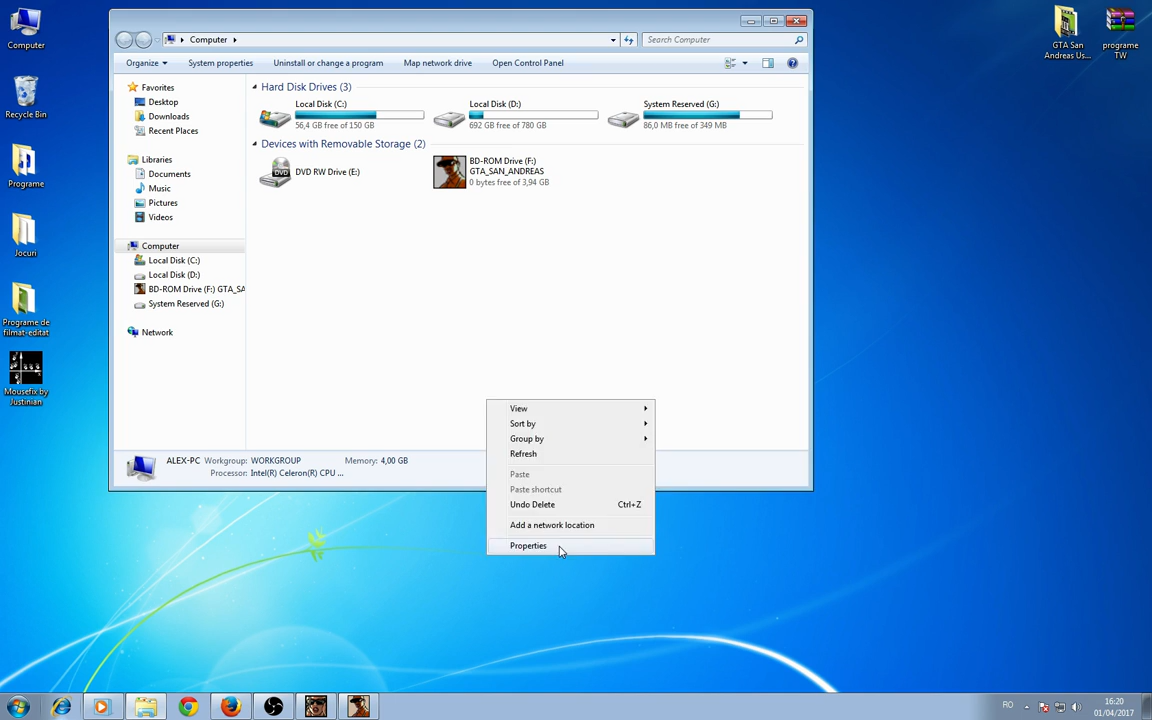 Computer
Recycle Bin
Programe
Jocuri
Programe de
filmat-editat
Mousefix by
Justinian
GTA San
Andreas Us...
programe
TW
Computer
Search Computer
Organize
System properties
Uninstall or change a program
Map network drive
Open Control Panel
Favorites
Desktop
Downloads
Recent Places
Libraries
Documents
Music
Pictures
Videos
Computer
Local Disk (C:)
Local Disk (D:)
BD-ROM Drive (F:) GTA_SA
System Reserved (G:)
Network
Hard Disk Drives (3)
Local Disk (C:)
56,4 GB free of 150 GB
Local Disk (D:)
692 GB free of 780 GB
System Reserved (G:)
86,0 MB free of 349 MB
Devices with Removable Storage (2)
DVD
DVD RW Drive (E:)
BD-ROM Drive (F:)
GTA_SAN_ANDREAS
0 bytes free of 3,94 GB
View
Sort by
Group by
Refresh
Paste
Paste shortcut
Undo Delete Ctrl+Z
Add a network location
Properties
ALEX-PC Workgroup: WORKGROUP Memory: 4,00 GB
Processor: Intel(R) Celeron(R) CPU ...
RO
16:20
01/04/2017